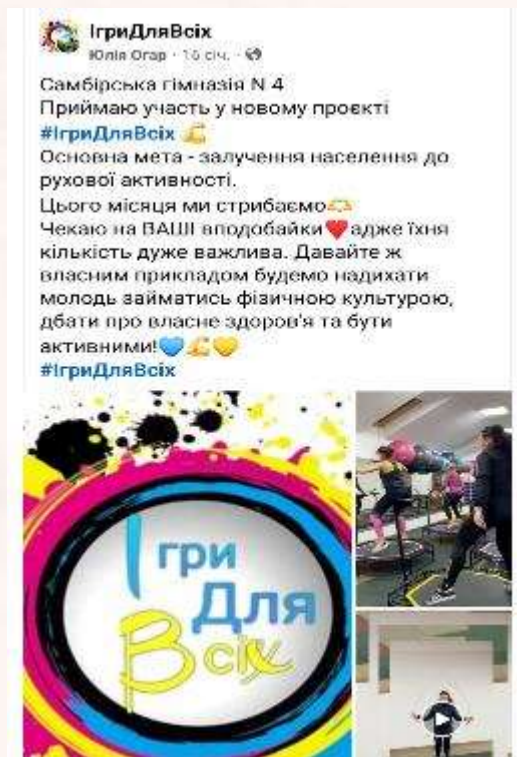 ІгриДляВсіх
Юлія Огар · 16 січ. ·
Самбірська гімназія N 4
Приймаю участь у новому проєкті
#ІгриДляВсіх 💪
Основна мета - залучення населення до
рухової активності.
Цього місяця ми стрибаємо🫶
Чекаю на ВАШІ вподобайки❤️адже їхня
кількість дуже важлива. Давайте ж
власним прикладом будемо надихати
молодь займатись фізичною культурою,
дбати про власне здоров'я та бути
активними!💙💪💛
#ІгриДляВсіх
Ігри
Для
Всіх